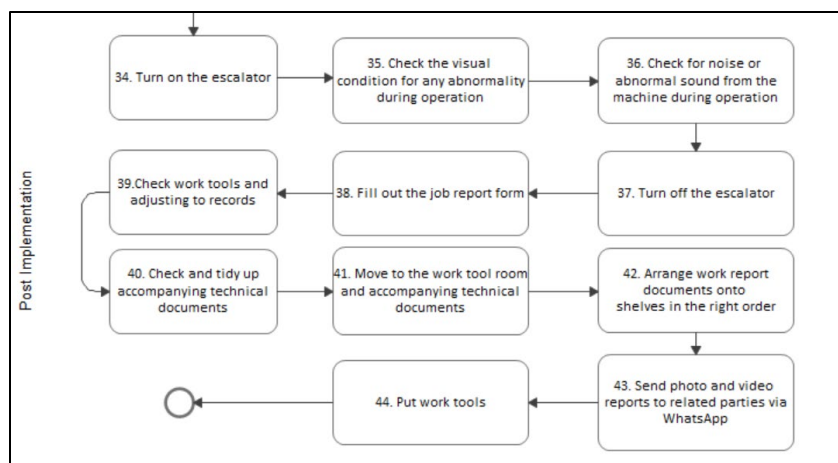 Post Implementation
34. Turn on the escalator
35. Check the visual
condition for any abnormality
during operation
36. Check for noise or
abnormal sound from the
machine during operation
37. Turn off the escalator
38. Fill out the job report form
39.Check work tools and
adjusting to records
40. Check and tidy up
accompanying technical
documents
41. Move to the work tool room
and accompanying technical
documents
42. Arrange work report
documents onto
shelves in the right order
43. Send photo and video
reports to related parties via
WhatsApp
44. Put work tools